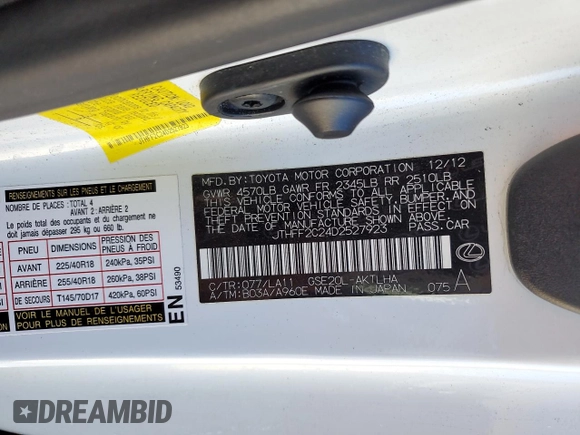 RENSEIGNEMENTS SUR LES PNEUS ET LE CHARGEMENT
NOMBRE DE PLACES : TOTAL 4
AVANT 2 : ARRIÈRE 2
Le poids total des occupants et du chargement ne
doit jamais dépasser 295 kg ou 660 lb.
PNEU DIMENSIONS PRESSION DES PNEUS À FROID
AVANT 225/40R18 240kPa, 35PSI
ARRIÈRE 255/40R18 260kPa, 38PSI
DE SECOURS T145/70D17 420kPa, 60PSI
VOIR LE MANUEL DE L'USAGER
POUR PLUS DE RENSEIGNEMENTS
EN 53490
MFD.BY:TOYOTA MOTOR CORPORATION 12/12
GVWR 4570LB GAWR FR 2345LB RR 2510LB
THIS VEHICLE CONFORMS TO ALL APPLICABLE
FEDERAL MOTOR VEHICLE SAFETY, BUMPER, AND
THEFT PREVENTION STANDARDS IN EFFECT ON
THE DATE OF MANUFACTURE SHOWN ABOVE.
JTHFF2C24D2527923 PASS.CAR
C/TR:077/LA11 GSE20L-AKTLHA
A/TM:B03A/A960E MADE IN JAPAN 075 A
DREAMBID